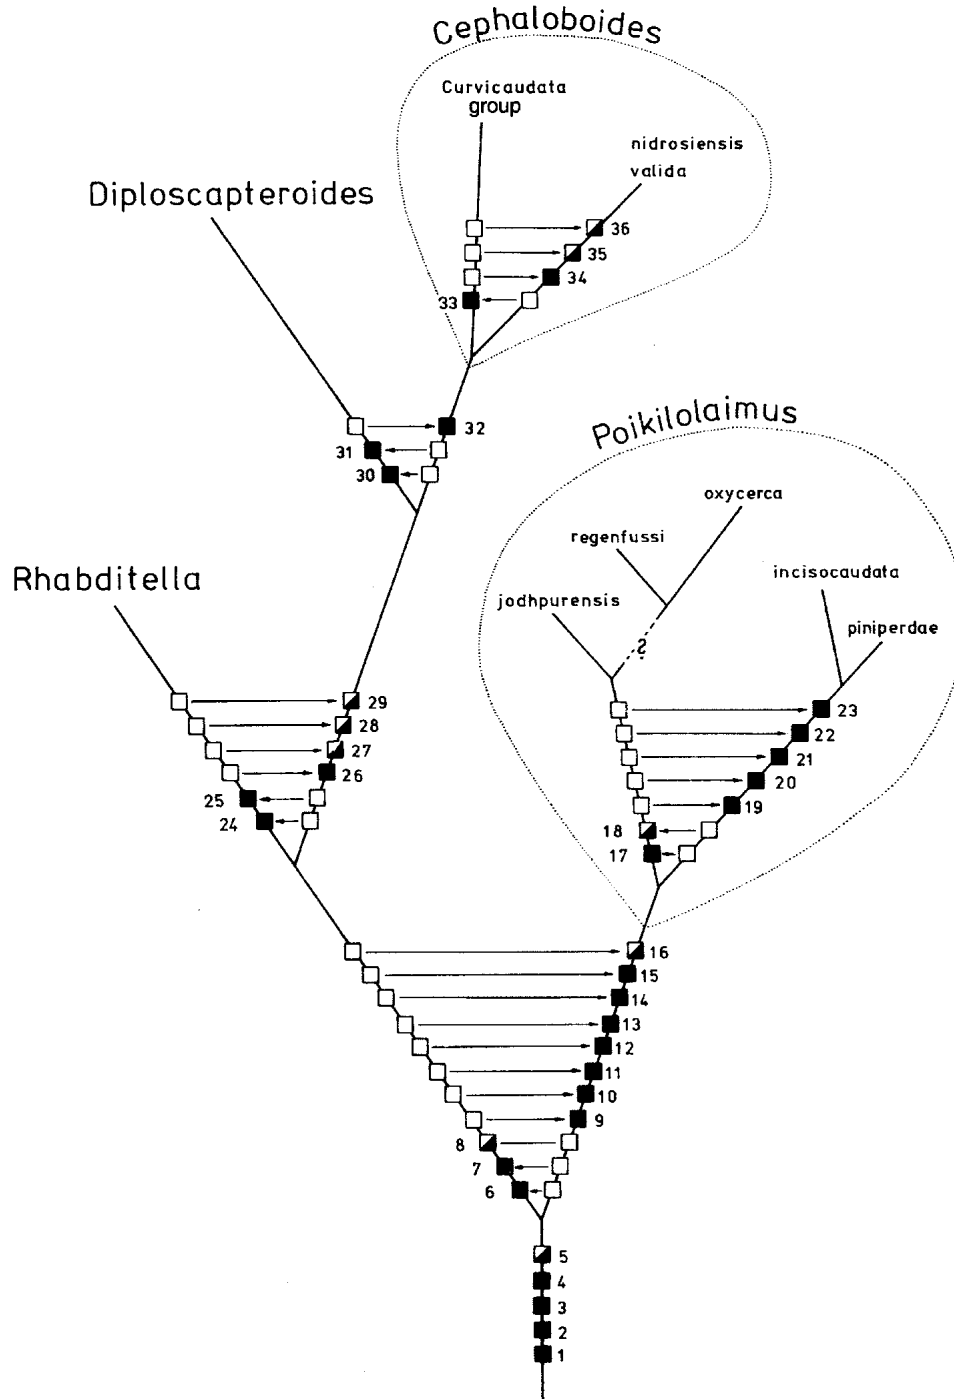 Cephaloboides
Curvicaudata
group
nidrosiensis
valida
Diploscapteroides
36
35
34
33
Poikilolaimus
32
31
30
oxycerca
regenfussi
incisocaudata
Rhabditella
jodhpurensis
piniperdae
?
29
23
28
22
27
21
26
20
25
19
24
18
17
16
15
14
13
12
11
10
9
8
7
6
5
4
3
2
1